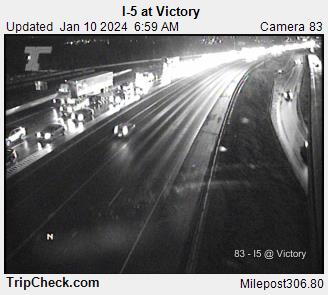 I-5 at Victory
Updated Jan 10 2024 6:59 AM Camera 83
T
N
83 - I5 @ Victory
TripCheck.com Milepost306.80